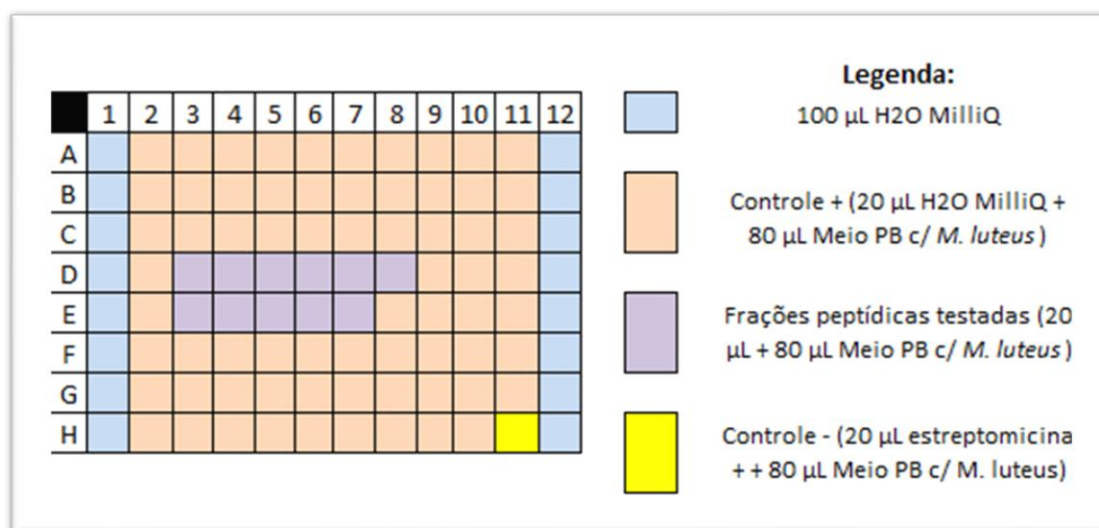 Legenda:
1 2 3 4 5 6 7 8 9 10 11 12
100 µL H2O MilliQ
A
B
Controle + (20 µL H2O MilliQ +
80 µL Meio PB c/ M. luteus)
C
D
E
Frações peptídicas testadas (20
µL + 80 µL Meio PB c/ M. luteus)
F
G
H
Controle - (20 µL estreptomicina
+ + 80 µL Meio PB c/ M. luteus)